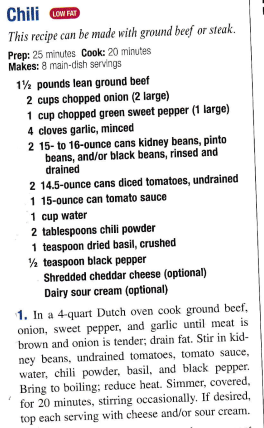 Chili LOW FAT
This recipe can be made with ground beef or steak.
Prep: 25 minutes Cook: 20 minutes
Makes: 8 main-dish servings
1½ pounds lean ground beef
2 cups chopped onion (2 large)
1 cup chopped green sweet pepper (1 large)
4 cloves garlic, minced
2 15- to 16-ounce cans kidney beans, pinto
beans, and/or black beans, rinsed and
drained
2 14.5-ounce cans diced tomatoes, undrained
1 15-ounce can tomato sauce
1 cup water
2 tablespoons chili powder
1 teaspoon dried basil, crushed
½ teaspoon black pepper
Shredded cheddar cheese (optional)
Dairy sour cream (optional)
1. In a 4-quart Dutch oven cook ground beef,
onion, sweet pepper, and garlic until meat is
brown and onion is tender; drain fat. Stir in kid-
ney beans, undrained tomatoes, tomato sauce,
water, chili powder, basil, and black pepper.
Bring to boiling; reduce heat. Simmer, covered,
for 20 minutes, stirring occasionally. If desired,
top each serving with cheese and/or sour cream.